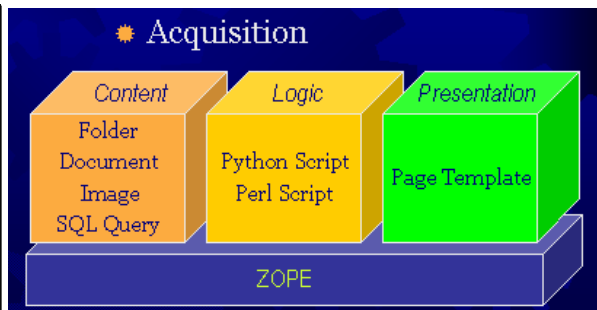 Acquisition
Content
Folder
Document
Image
SQL Query
Logic
Python Script
Perl Script
Presentation
Page Template
ZOPE